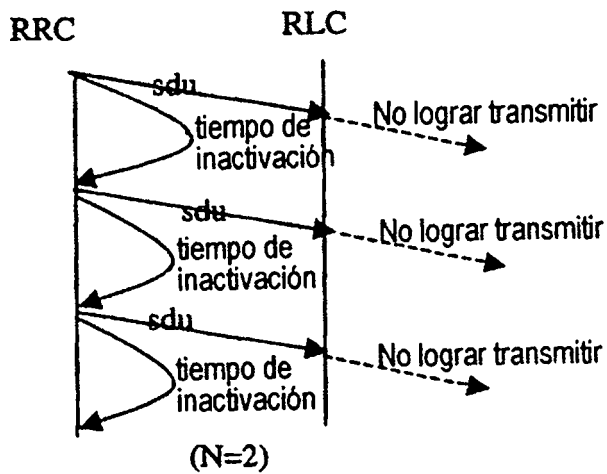 RRC
RLC
sdu
No lograr transmitir
tiempo de
inactivación
sdu
No lograr transmitir
tiempo de
inactivación
sdu
No lograr transmitir
tiempo de
inactivación
(N=2)